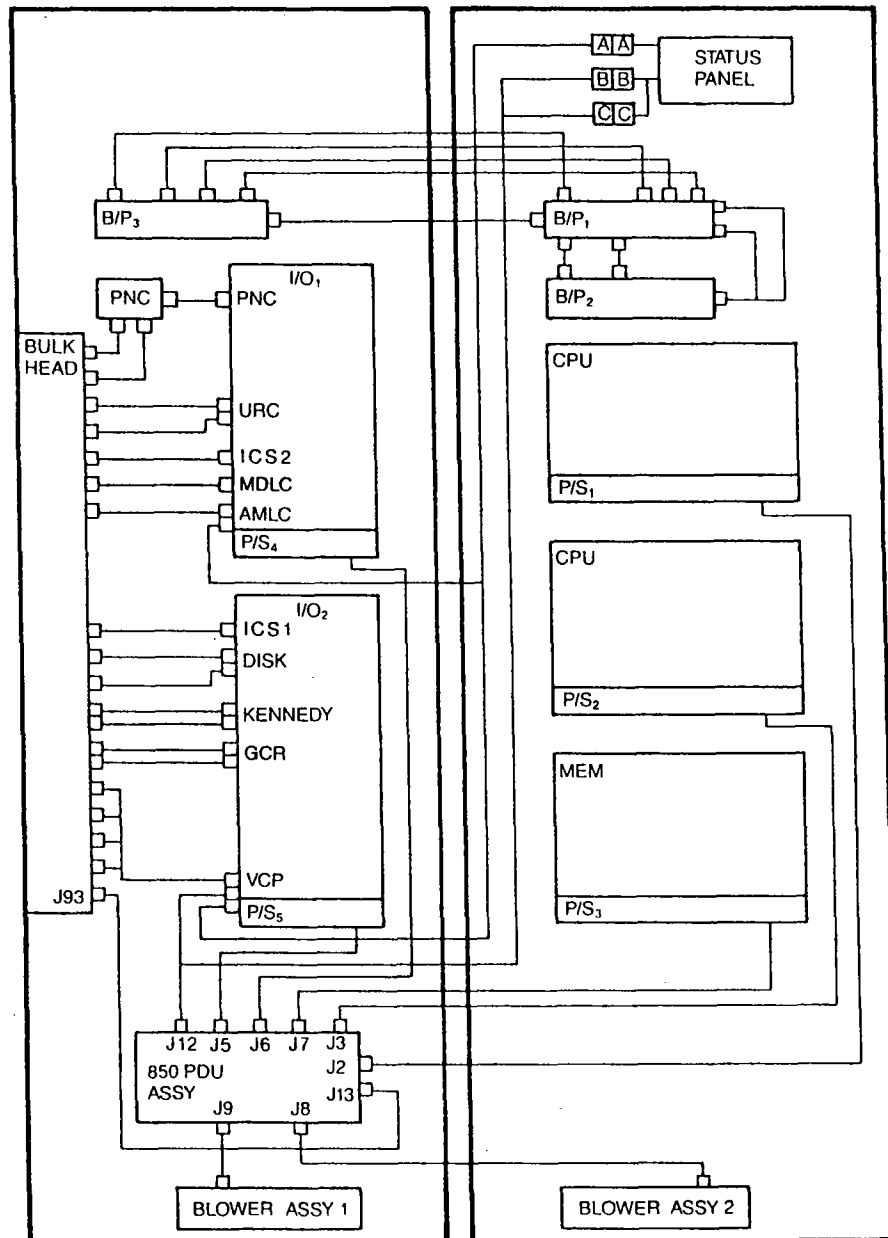 A A
STATUS
PANEL
B B
C C
B/P₃
B/P₁
B/P₂
I/O₁
PNC
PNC
BULK
HEAD
URC
ICS2
MDLC
AMLC
P/S₄
CPU
P/S₁
I/O₂
ICS1
DISK
KENNEDY
GCR
VCP
P/S₅
J93
CPU
P/S₂
MEM
P/S₃
J12 J5 J6 J7 J3
J2
850 PDU
ASSY
J13
J9 J8
BLOWER ASSY 1
BLOWER ASSY 2